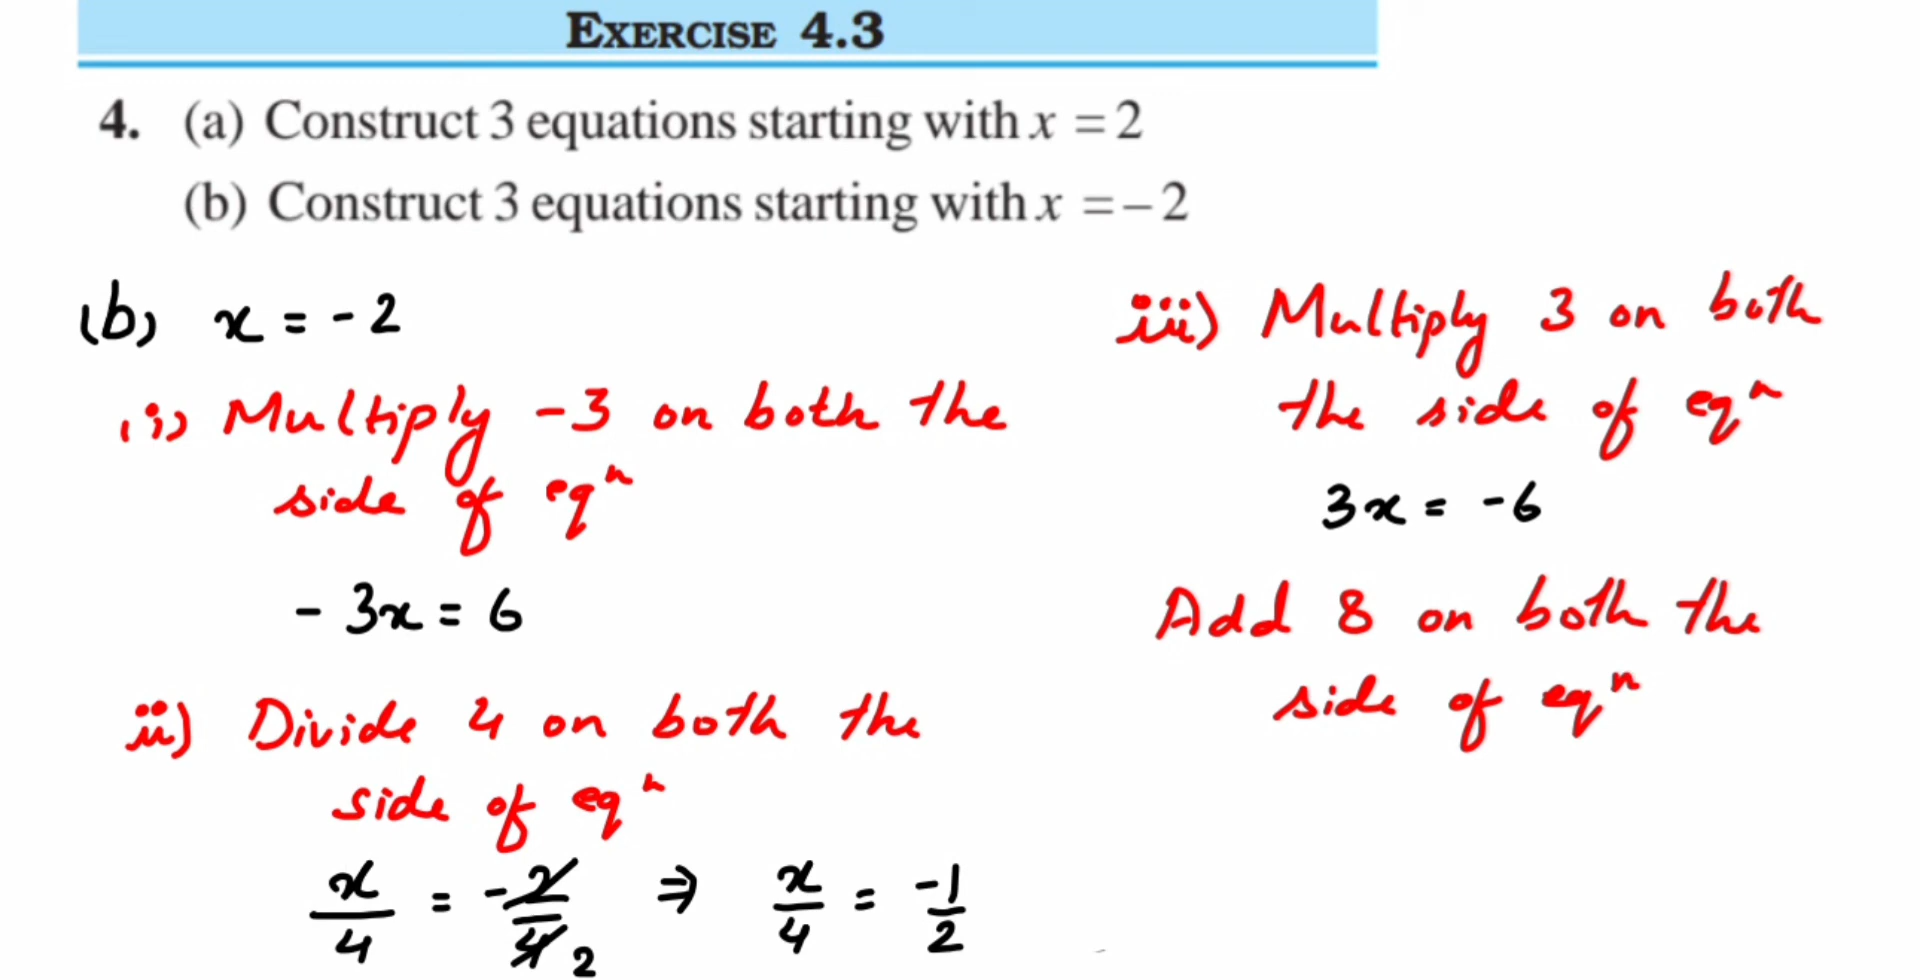 EXERCISE 4.3
4. (a) Construct 3 equations starting with x = 2
(b) Construct 3 equations starting with x = – 2
(b) x = -2
(i) Multiply -3 on both the
side of eqⁿ
- 3x = 6
ii) Divide 4 on both the
side of eqⁿ
x/4 = -2/4 2 ⇒ x/4 = -1/2
iii) Multiply 3 on both
the side of eqⁿ
3x = -6
Add 8 on both the
side of eqⁿ